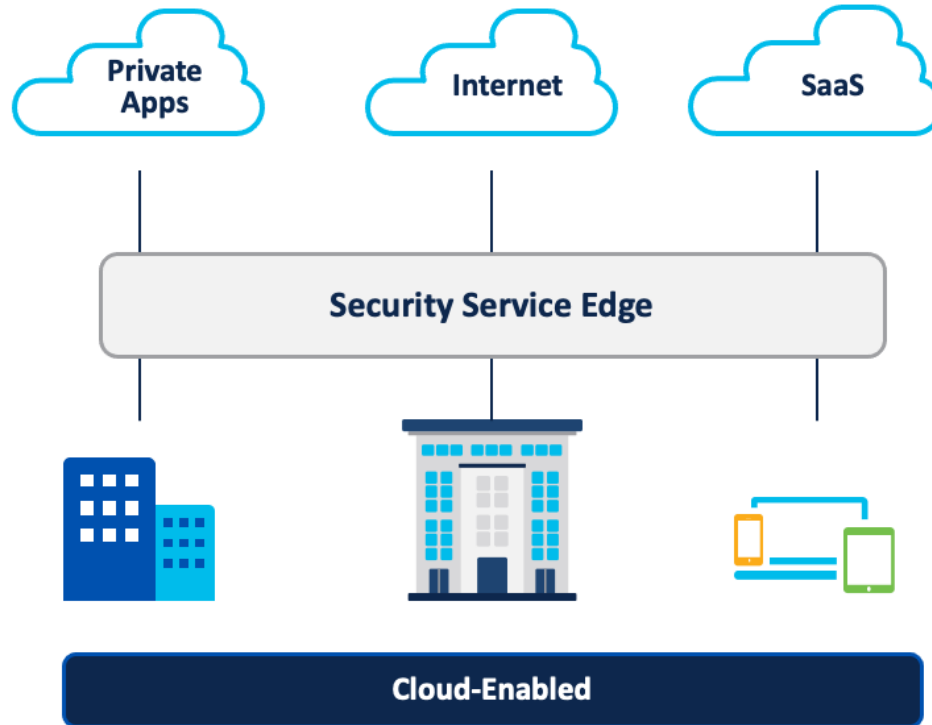 Private
Apps
Internet
SaaS
Security Service Edge
Cloud-Enabled